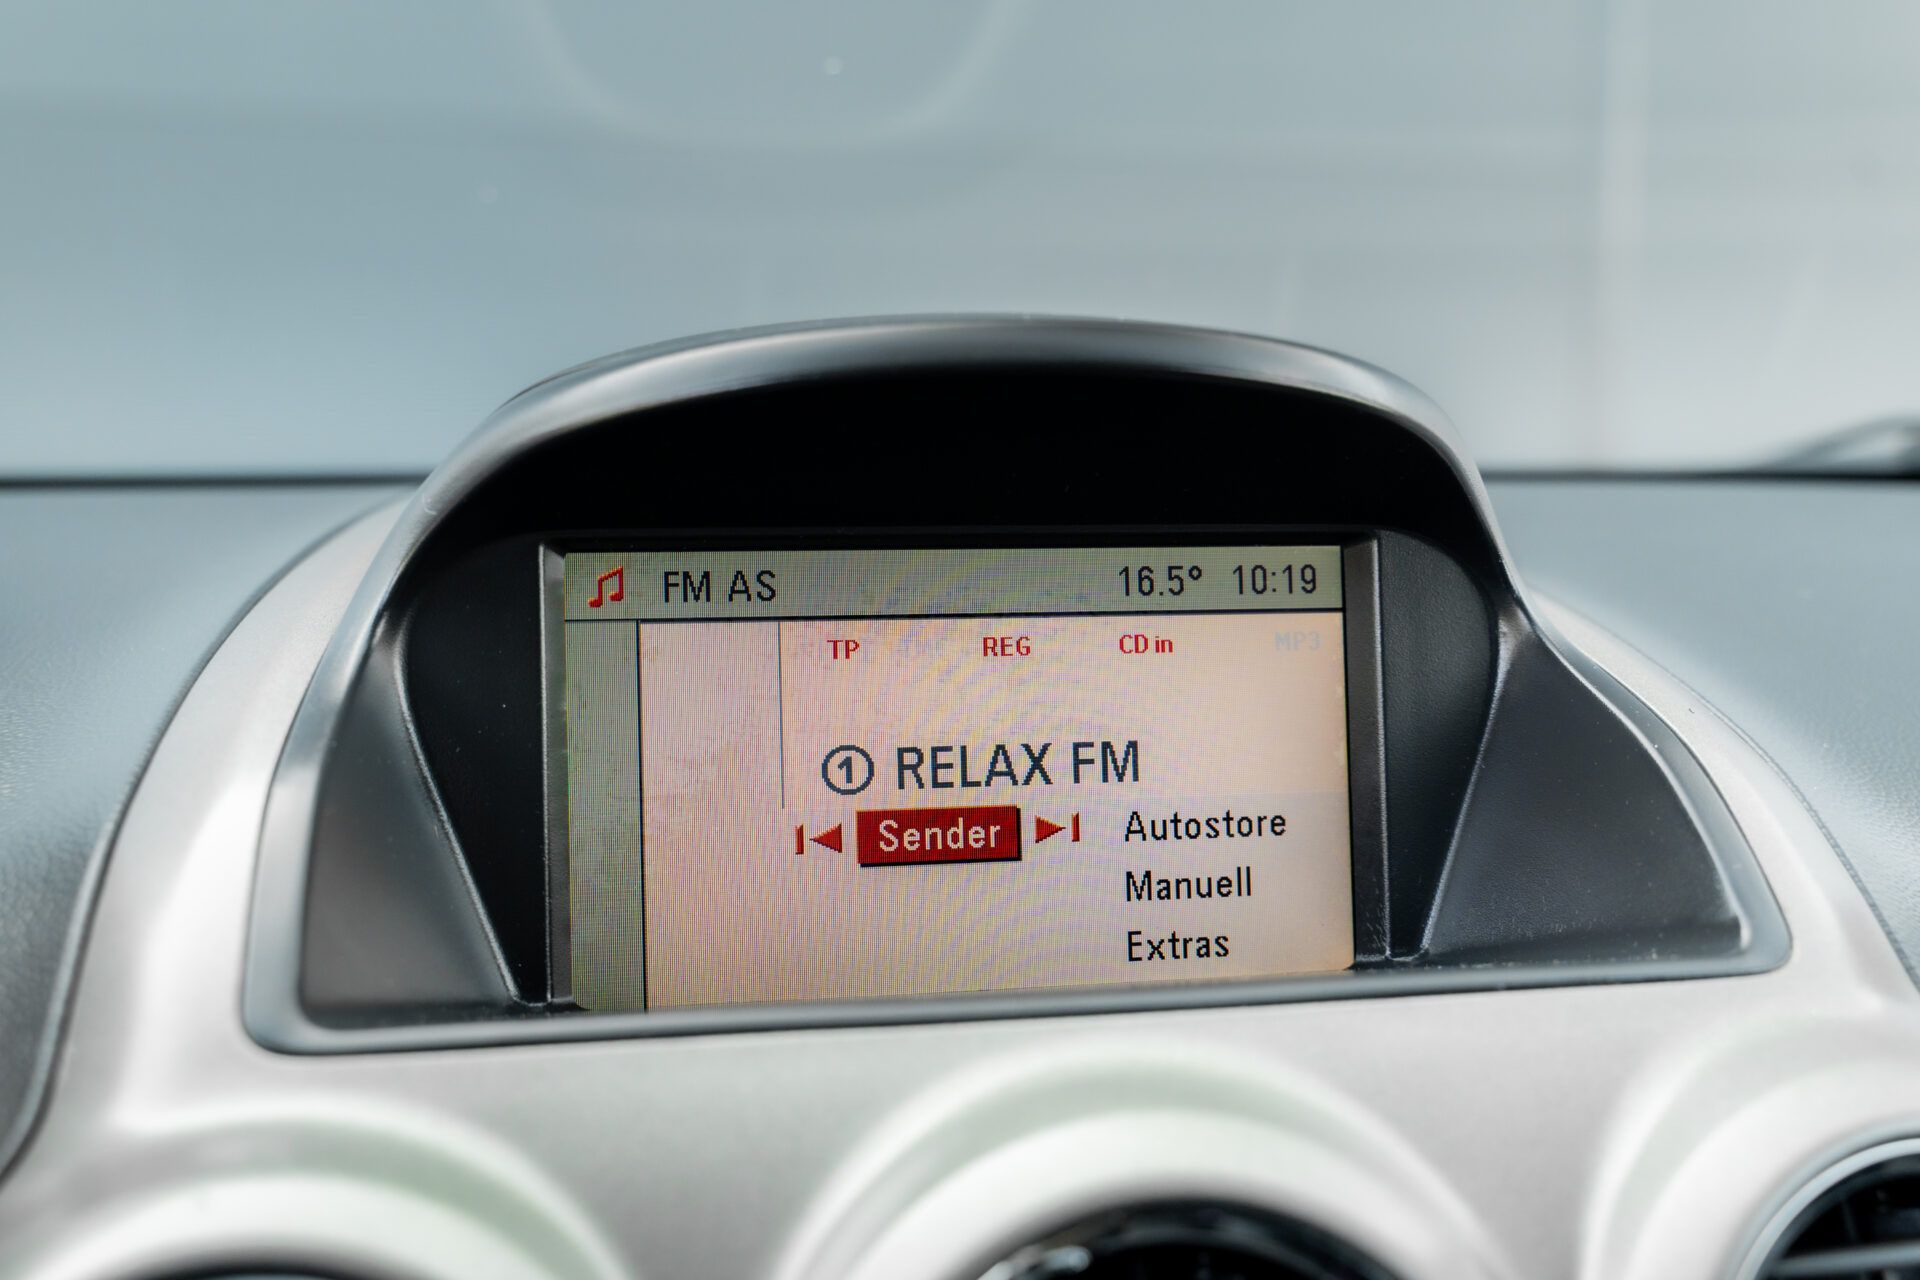 FM AS 16.5° 10:19
TP REG CD in MP3
① RELAX FM
Sender
Autostore
Manuell
Extras